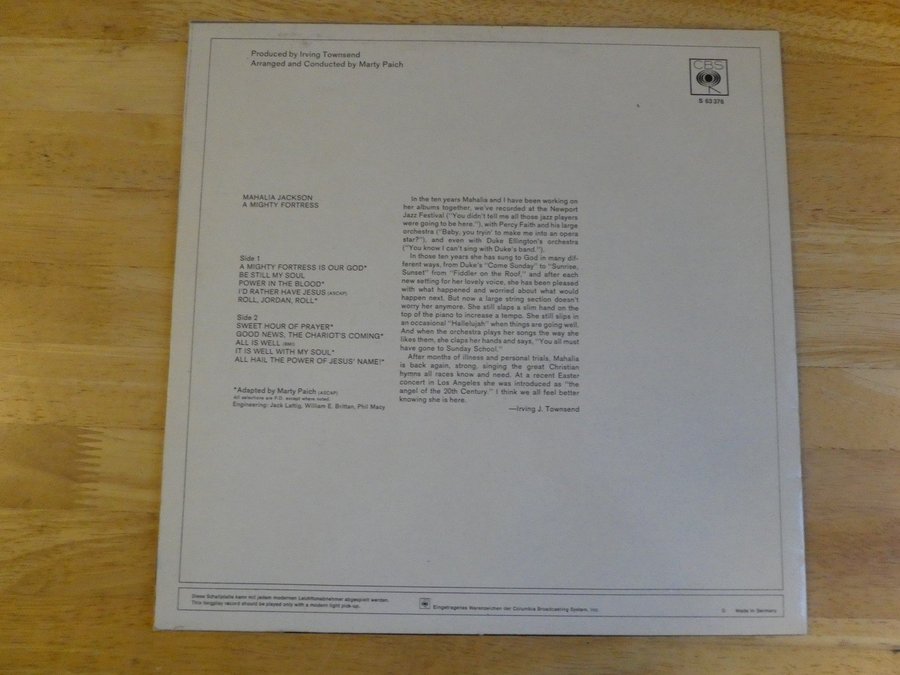 Produced by Irving Townsend
Arranged and Conducted by Marty Paich
CBS
S 63 376
MAHALIA JACKSON
A MIGHTY FORTRESS
Side 1
A MIGHTY FORTRESS IS OUR GOD*
BE STILL MY SOUL
POWER IN THE BLOOD*
I'D RATHER HAVE JESUS (ASCAP)
ROLL, JORDAN, ROLL*
Side 2
SWEET HOUR OF PRAYER*
GOOD NEWS, THE CHARIOT'S COMING*
ALL IS WELL (BMI)
IT IS WELL WITH MY SOUL*
ALL HAIL THE POWER OF JESUS' NAME!*
*Adapted by Marty Paich (ASCAP)
All selections are P.D. except where noted.
Engineering: Jack Lattig, William E. Brittan, Phil Macy
In the ten years Mahalia and I have been working on
her albums together, we've recorded at the Newport
Jazz Festival ("You didn't tell me all those jazz players
were going to be here."), with Percy Faith and his large
orchestra ("Baby, you tryin' to make me into an opera
star?"), and even with Duke Ellington's orchestra
("You know I can't sing with Duke's band.").
In those ten years she has sung to God in many dif-
ferent ways, from Duke's "Come Sunday" to "Sunrise,
Sunset" from "Fiddler on the Roof," and after each
new setting for her lovely voice, she has been pleased
with what happened and worried about what would
happen next. But now a large string section doesn't
worry her anymore. She still slaps a slim hand on the
top of the piano to increase a tempo. She still slips in
an occasional "Hallelujah" when things are going well.
And when the orchestra plays her songs the way she
likes them, she claps her hands and says, "You all must
have gone to Sunday School."
After months of illness and personal trials, Mahalia
is back again, strong, singing the great Christian
hymns all races know and need. At a recent Easter
concert in Los Angeles she was introduced as "the
angel of the 20th Century." I think we all feel better
knowing she is here.
—Irving J. Townsend
Diese Schallplatte kann mit jedem modernen Leichttonabnehmer abgespielt werden.
This longplay record should be played only with a modern light pick-up.
Eingetragenes Warenzeichen der Columbia Broadcasting System, Inc.
Made in Germany